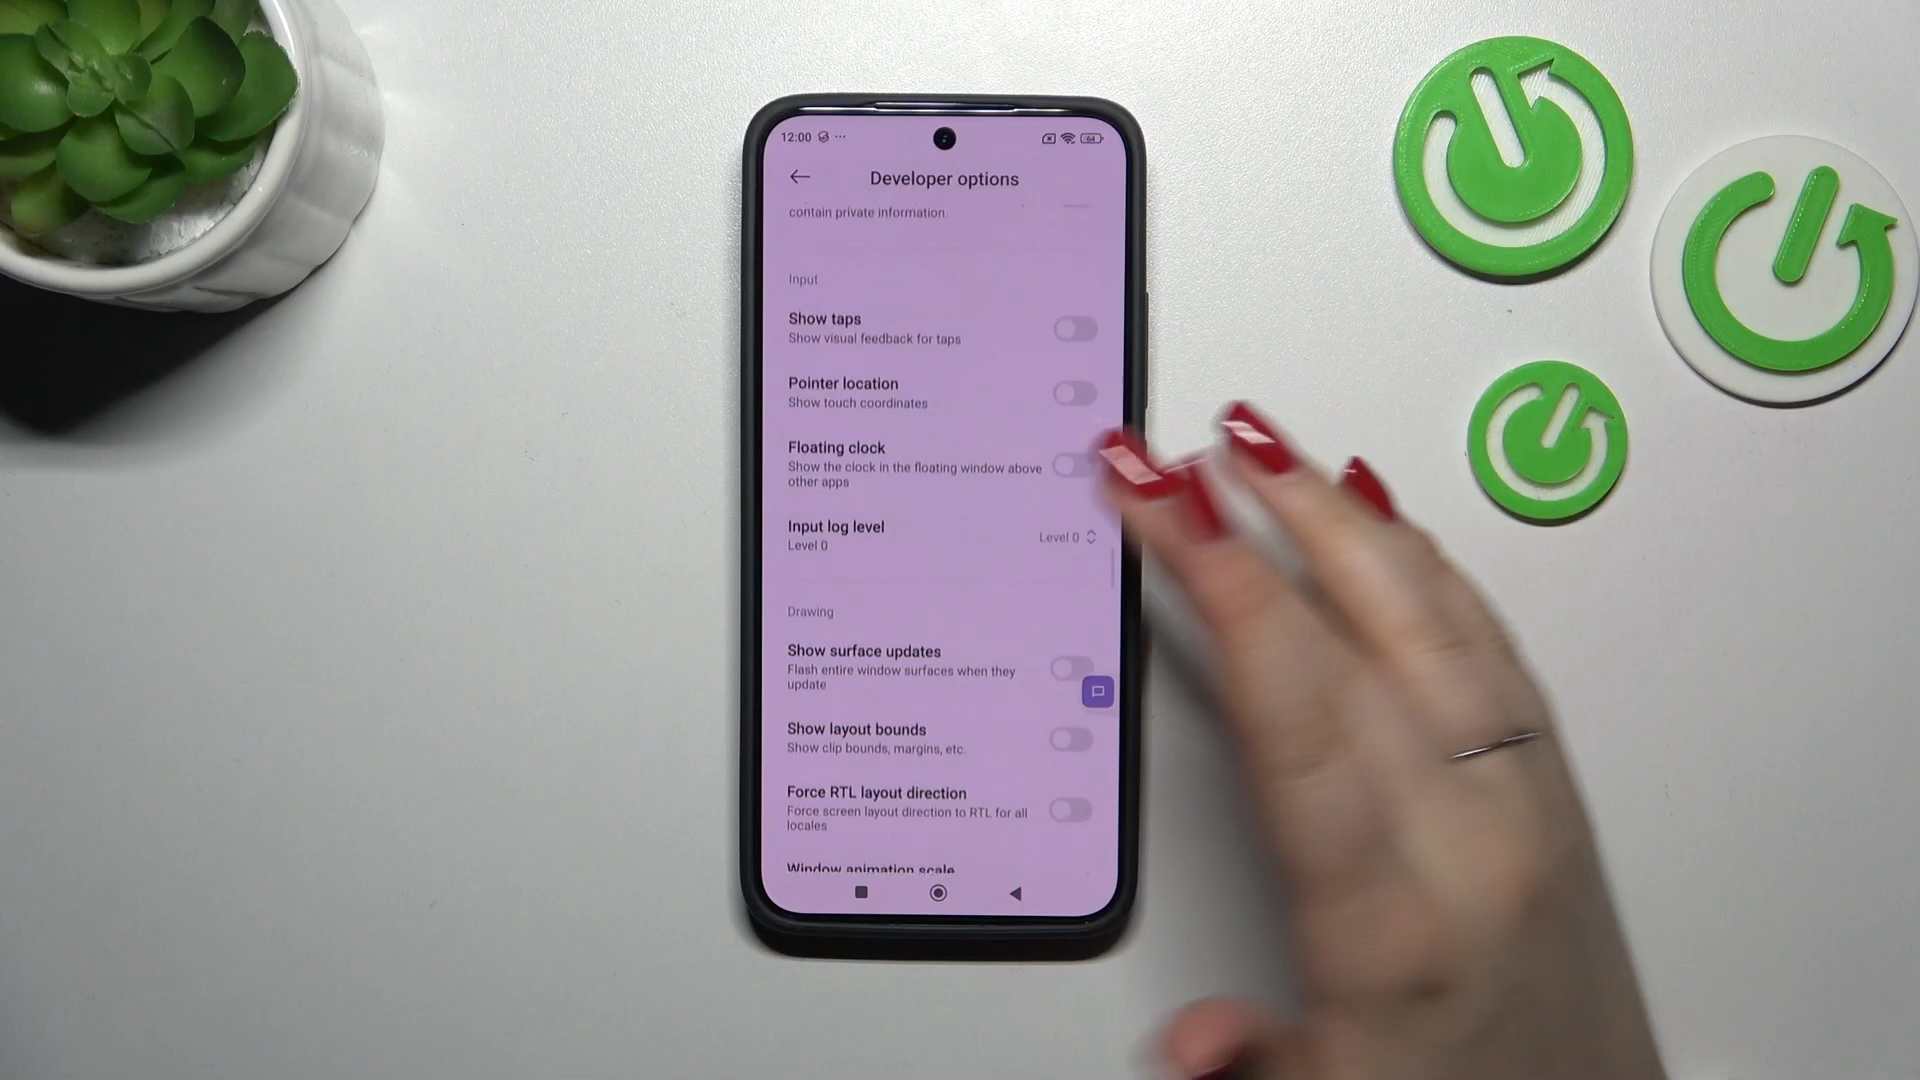 12:00 ...
64
Developer options
contain private information.
Input
Show taps
Show visual feedback for taps
Pointer location
Show touch coordinates
Floating clock
Show the clock in the floating window above
other apps
Input log level
Level 0
Level 0
Drawing
Show surface updates
Flash entire window surfaces when they
update
Show layout bounds
Show clip bounds, margins, etc.
Force RTL layout direction
Force screen layout direction to RTL for all
locales
Window animation scale